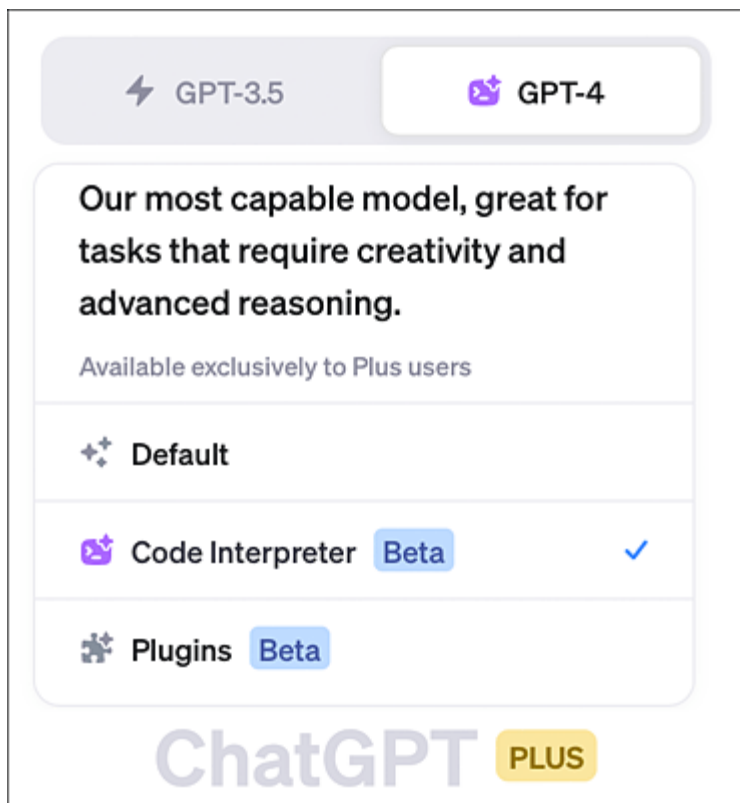 GPT-3.5
GPT-4
Our most capable model, great for
tasks that require creativity and
advanced reasoning.
Available exclusively to Plus users
Default
Code Interpreter Beta
Plugins Beta
ChatGPT PLUS